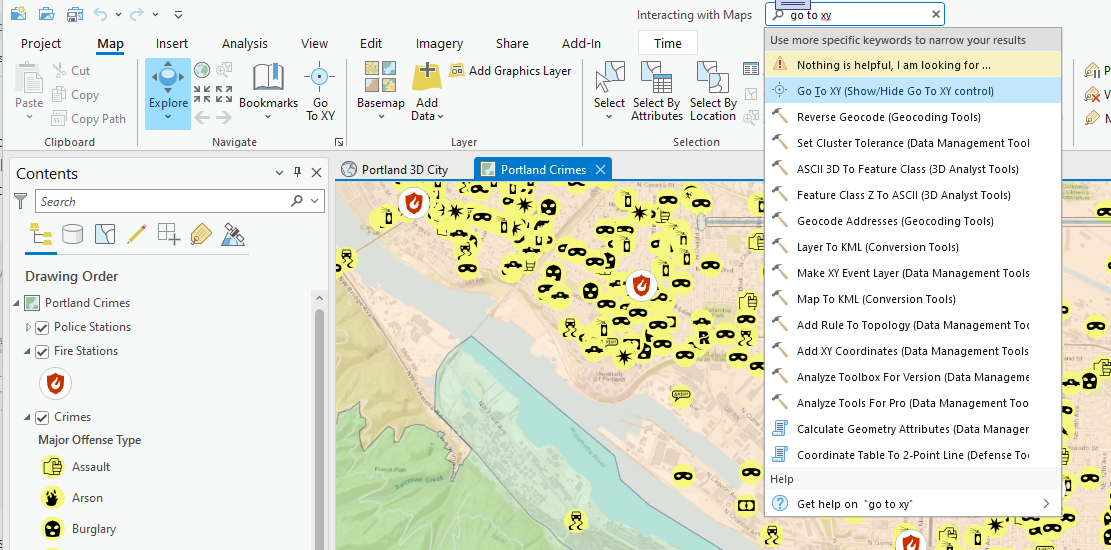 Interacting with Maps
go to xy
Project
Map
Insert
Analysis
View
Edit
Imagery
Share
Add-In
Time
Paste
Cut
Copy
Copy Path
Clipboard
Explore
Bookmarks
Go
To XY
Navigate
Basemap
Add
Data
Add Graphics Layer
Layer
Select
Select By
Attributes
Select By
Location
Selection
Use more specific keywords to narrow your results
Nothing is helpful, I am looking for ...
Go To XY (Show/Hide Go To XY control)
Reverse Geocode (Geocoding Tools)
Set Cluster Tolerance (Data Management Tool
ASCII 3D To Feature Class (3D Analyst Tools)
Feature Class Z To ASCII (3D Analyst Tools)
Geocode Addresses (Geocoding Tools)
Layer To KML (Conversion Tools)
Make XY Event Layer (Data Management Tools
Map To KML (Conversion Tools)
Add Rule To Topology (Data Management Toc
Add XY Coordinates (Data Management Tools
Analyze Toolbox For Version (Data Manageme
Analyze Tools For Pro (Data Management Too
Calculate Geometry Attributes (Data Manager
Coordinate Table To 2-Point Line (Defense Toc
Help
Get help on "go to xy"
Contents
Search
Drawing Order
Portland Crimes
Police Stations
Fire Stations
Crimes
Major Offense Type
Assault
Arson
Burglary
Portland 3D City
Portland Crimes
Forest Park